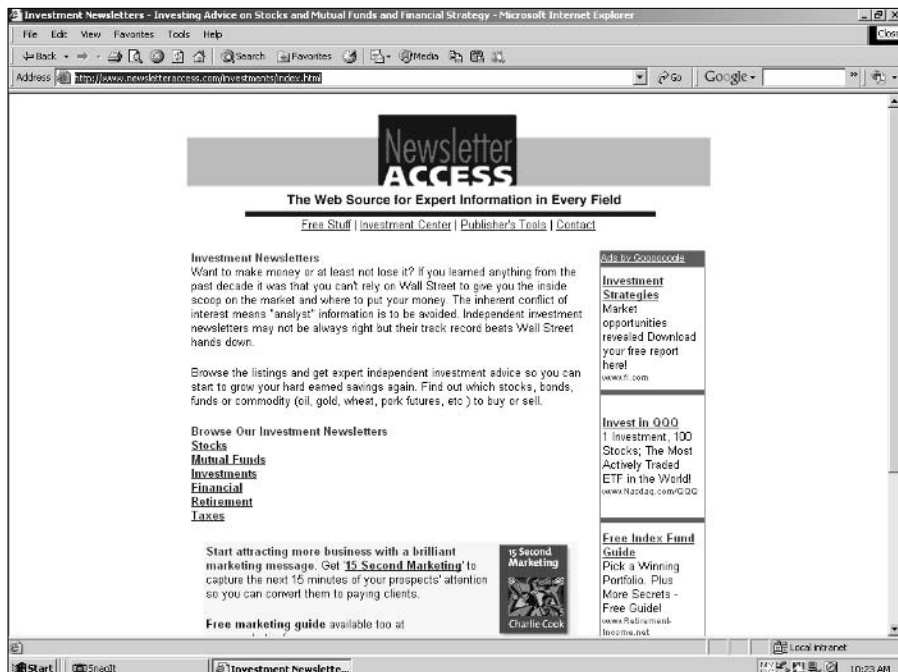 Investment Newsletters - Investing Advice on Stocks and Mutual Funds and Financial Strategy - Microsoft Internet Explorer
File Edit View Favorites Tools Help
Close
Back Search Favorites Media
Address http://www.newsletteraccess.com/investments/index.html Go Google
Newsletter
ACCESS
The Web Source for Expert Information in Every Field
Free Stuff | Investment Center | Publisher's Tools | Contact
Investment Newsletters
Want to make money or at least not lose it? If you learned anything from the
past decade it was that you can't rely on Wall Street to give you the inside
scoop on the market and where to put your money. The inherent conflict of
interest means "analyst" information is to be avoided. Independent investment
newsletters may not be always right but their track record beats Wall Street
hands down.
Browse the listings and get expert independent investment advice so you can
start to grow your hard earned savings again. Find out which stocks, bonds,
funds or commodity (oil, gold, wheat, pork futures, etc ) to buy or sell.
Browse Our Investment Newsletters
Stocks
Mutual Funds
Investments
Financial
Retirement
Taxes
Start attracting more business with a brilliant
marketing message. Get '15 Second Marketing' to
capture the next 15 minutes of your prospects' attention
so you can convert them to paying clients.
Free marketing guide available too at
15 Second
Marketing
Charlie Cook
Ads by Goooooogle
Investment
Strategies
Market
opportunities
revealed Download
your free report
here!
www.fi.com
Invest in QQQ
1 Investment, 100
Stocks; The Most
Actively Traded
ETF in the World!
www.Nasdaq.com/QQQ
Free Index Fund
Guide
Pick a Winning
Portfolio. Plus
More Secrets -
Free Guide!
www.Retirement-
Income.net
Local intranet
Start SnagIt Investment Newslette... 10:23 AM